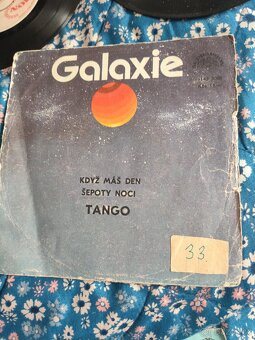 Galaxie
KDYŽ MÁŠ DEN
ŠEPOTY NOCI
TANGO
33.